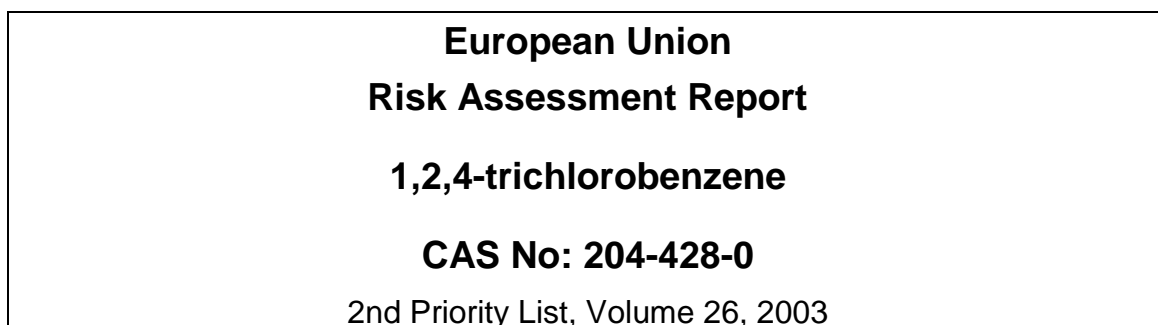 European Union
Risk Assessment Report
1,2,4-trichlorobenzene
CAS No: 204-428-0
2nd Priority List, Volume 26, 2003